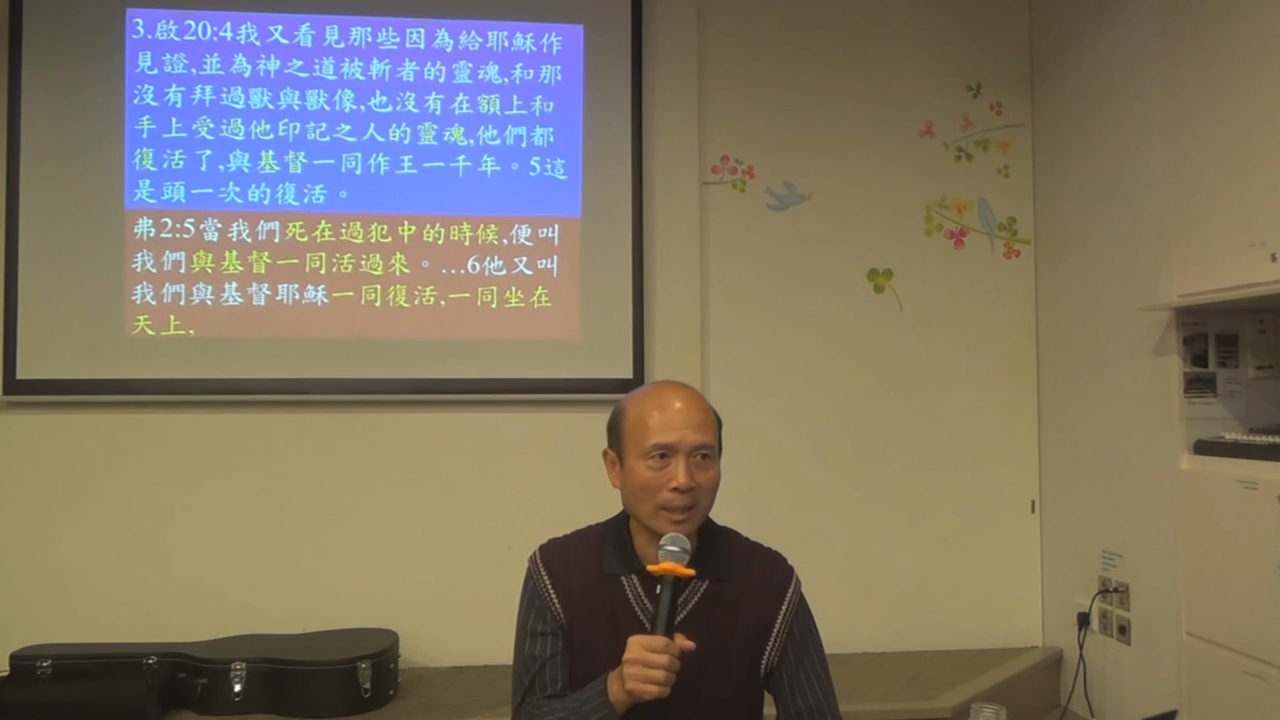 3.啟20:4我又看見那些因為給耶穌作
見證,並為神之道被斬者的靈魂,和那
沒有拜過獸與獸像,也沒有在額上和
手上受過他印記之人的靈魂,他們都
復活了,與基督一同作王一千年。5這
是頭一次的復活。
弗2:5當我們死在過犯中的時候,便叫
我們與基督一同活過來。…6他又叫
我們與基督耶穌一同復活,一同坐在
天上,